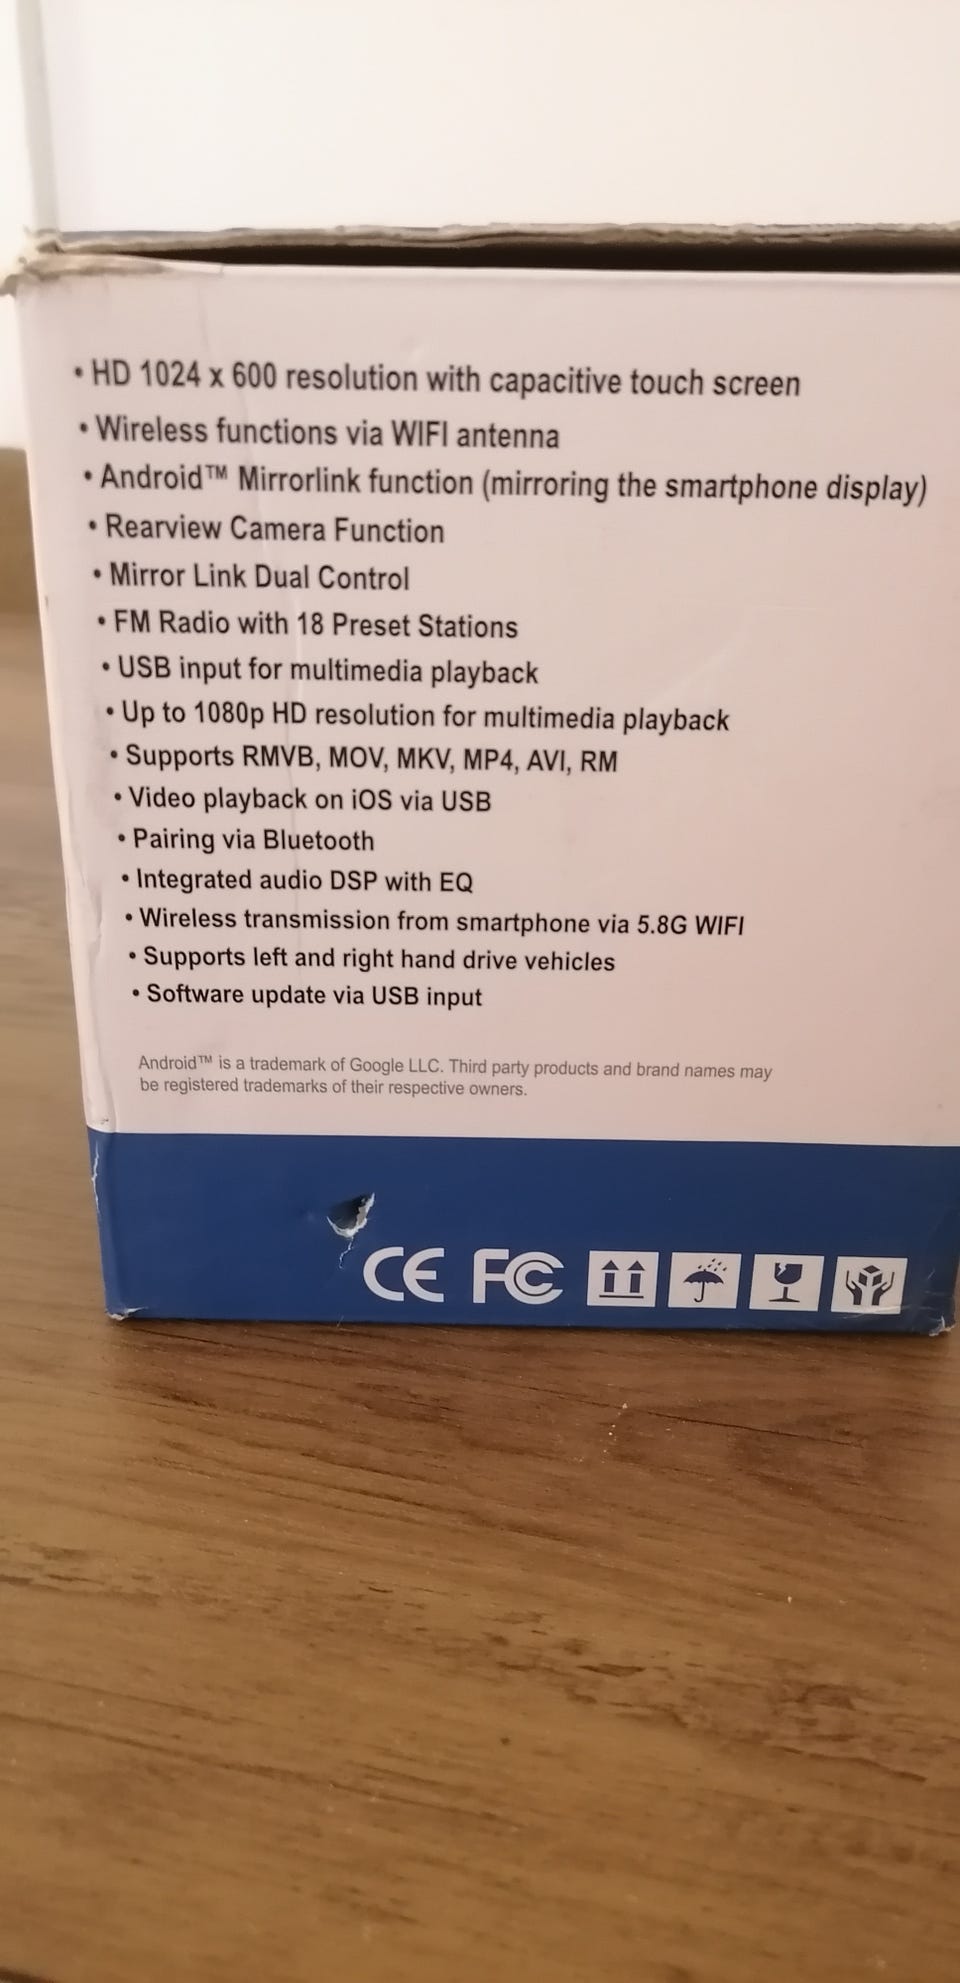 • HD 1024 x 600 resolution with capacitive touch screen
• Wireless functions via WIFI antenna
• Android™ Mirrorlink function (mirroring the smartphone display)
• Rearview Camera Function
• Mirror Link Dual Control
• FM Radio with 18 Preset Stations
• USB input for multimedia playback
• Up to 1080p HD resolution for multimedia playback
• Supports RMVB, MOV, MKV, MP4, AVI, RM
• Video playback on iOS via USB
• Pairing via Bluetooth
• Integrated audio DSP with EQ
• Wireless transmission from smartphone via 5.8G WIFI
• Supports left and right hand drive vehicles
• Software update via USB input
Android™ is a trademark of Google LLC. Third party products and brand names may
be registered trademarks of their respective owners.
CE FC